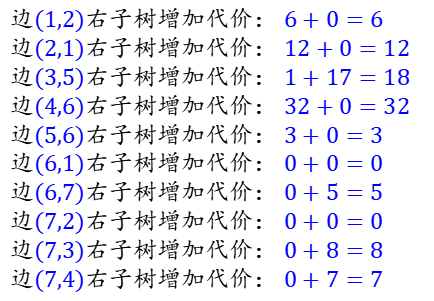 边(1,2)右子树增加代价： 6 + 0 = 6
边(2,1)右子树增加代价： 12 + 0 = 12
边(3,5)右子树增加代价： 1 + 17 = 18
边(4,6)右子树增加代价： 32 + 0 = 32
边(5,6)右子树增加代价： 3 + 0 = 3
边(6,1)右子树增加代价： 0 + 0 = 0
边(6,7)右子树增加代价： 0 + 5 = 5
边(7,2)右子树增加代价： 0 + 0 = 0
边(7,3)右子树增加代价： 0 + 8 = 8
边(7,4)右子树增加代价： 0 + 7 = 7